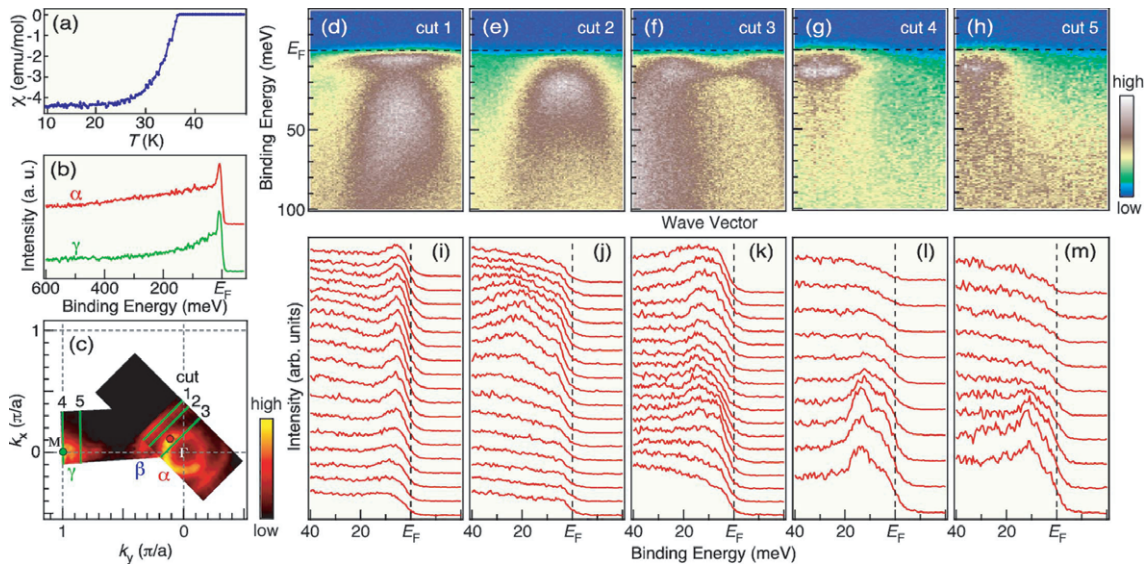 (a)
χ (emu/mol)
0
-1
-2
-3
-4
10 20 30 40
T (K)
(b)
Intensity (a. u.)
α
γ
600 400 200 EF
Binding Energy (meV)
(c)
kx (π/a)
1
0
cut
1
2
3
4 5
M
Γ
γ
β
α
1 0
ky (π/a)
high
low
(d) cut 1
(e) cut 2
(f) cut 3
(g) cut 4
(h) cut 5
Binding Energy (meV)
EF
50
100
Wave Vector
high
low
(i)
(j)
(k)
(l)
(m)
Intensity (arb. units)
40 20 EF
40 20 EF
40 20 EF
40 20 EF
40 20 EF
Binding Energy (meV)